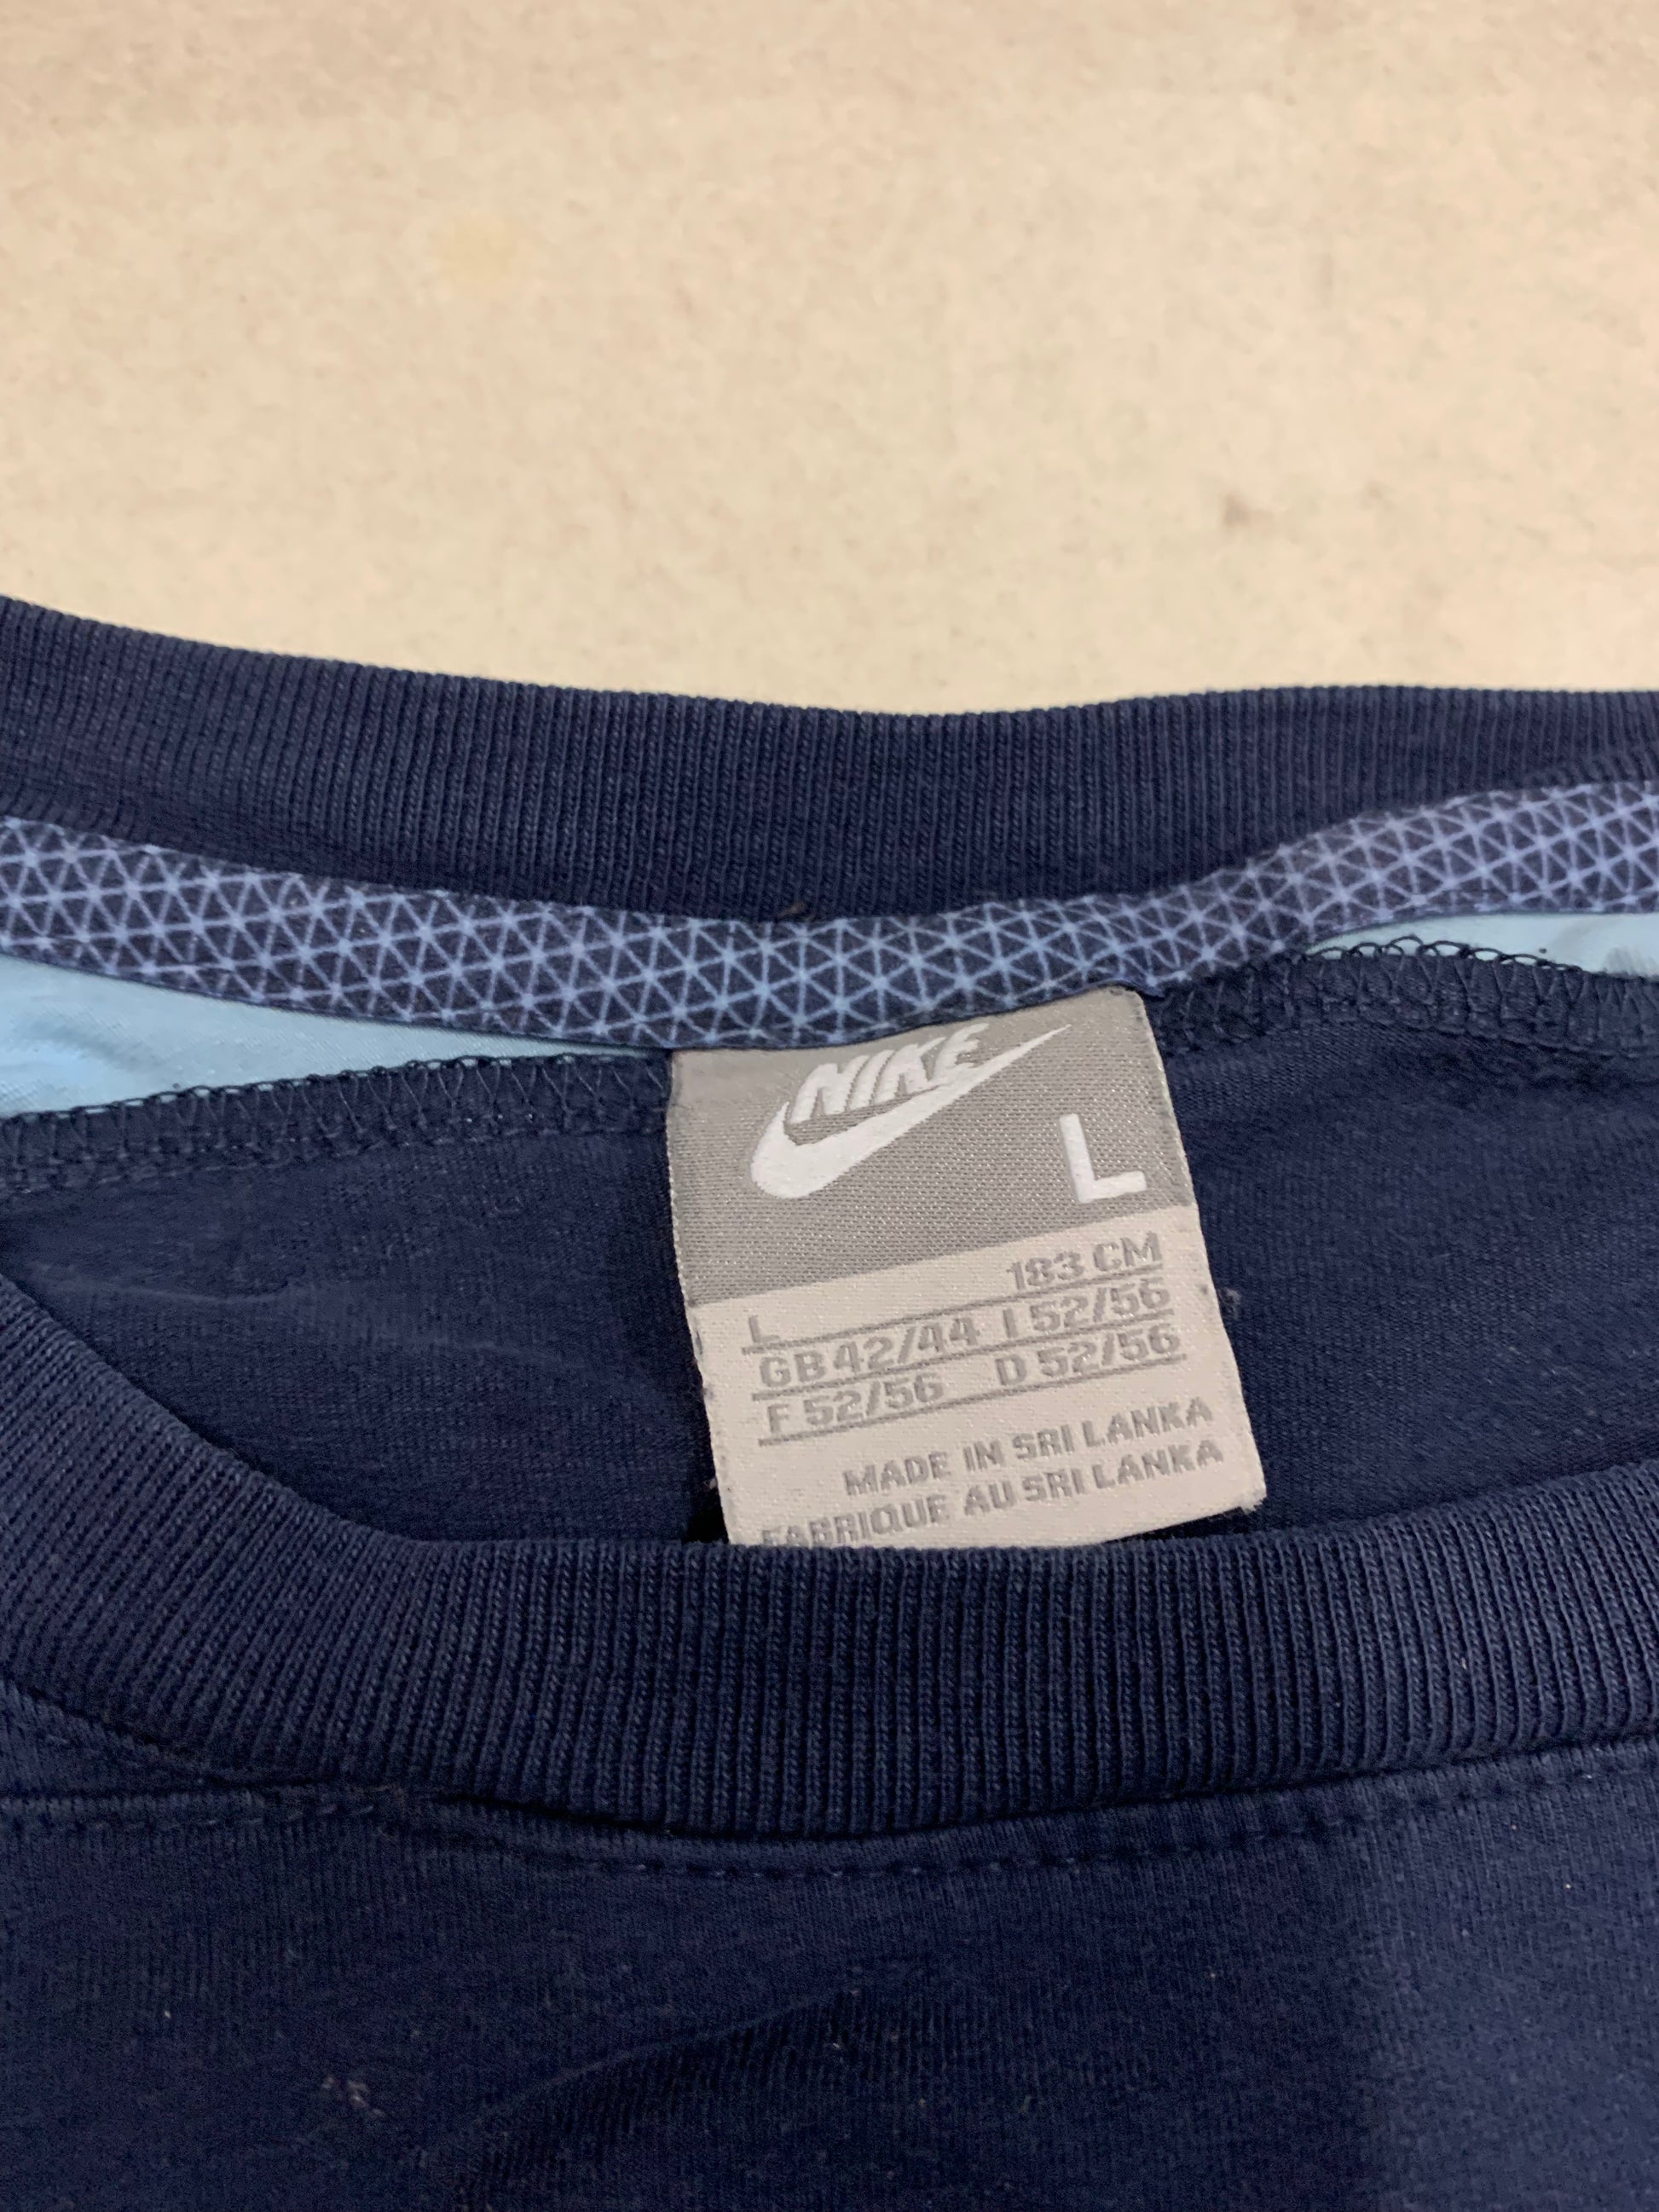 NIKE
L
183 CM
L
GB 42/44 I 52/56
F 52/56 D 52/56
MADE IN SRI LANKA
FABRIQUE AU SRI LANKA